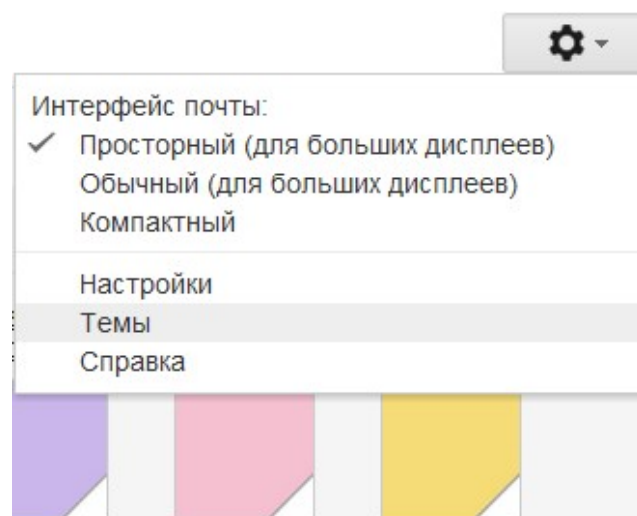 Интерфейс почты:
Просторный (для больших дисплеев)
Обычный (для больших дисплеев)
Компактный
Настройки
Темы
Справка